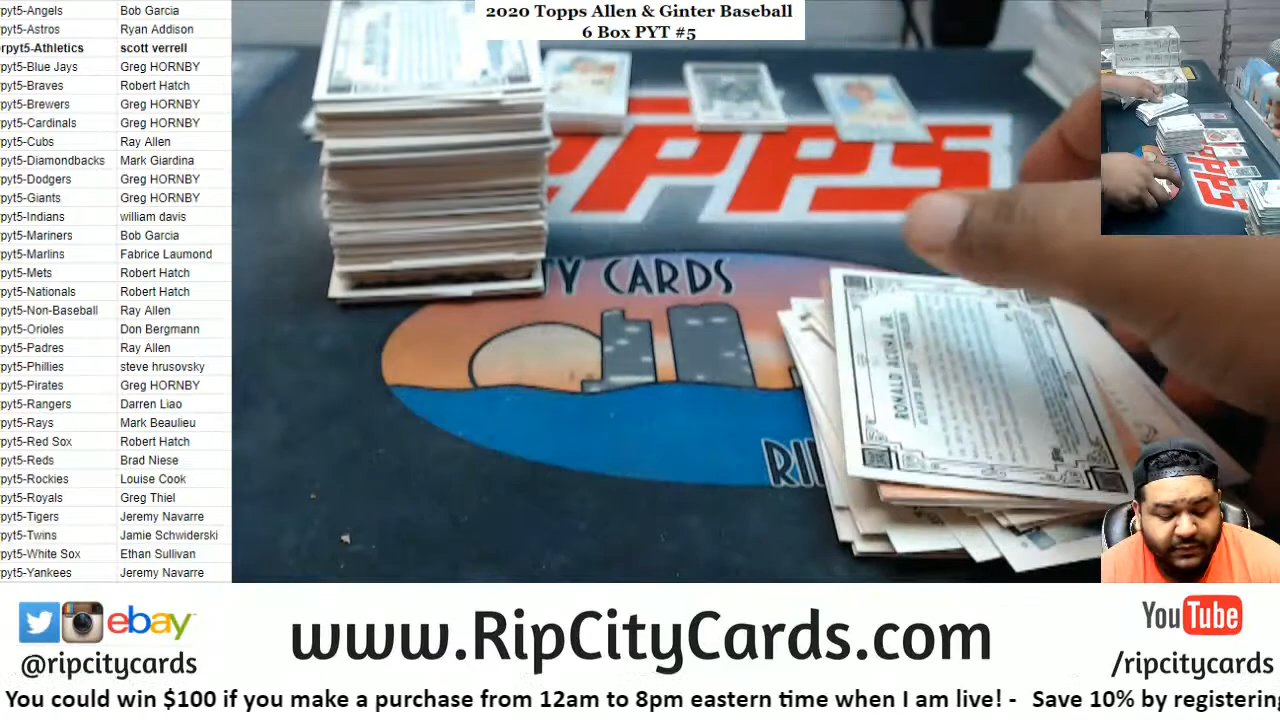 2020 Topps Allen & Ginter Baseball
6 Box PYT #5
pyt5-Angels Bob Garcia
pyt5-Astros Ryan Addison
rpyt5-Athletics scott verrell
pyt5-Blue Jays Greg HORNBY
pyt5-Braves Robert Hatch
pyt5-Brewers Greg HORNBY
pyt5-Cardinals Greg HORNBY
pyt5-Cubs Ray Allen
pyt5-Diamondbacks Mark Giardina
pyt5-Dodgers Greg HORNBY
pyt5-Giants Greg HORNBY
pyt5-Indians william davis
pyt5-Mariners Bob Garcia
pyt5-Marlins Fabrice Laumond
pyt5-Mets Robert Hatch
pyt5-Nationals Robert Hatch
pyt5-Non-Baseball Ray Allen
pyt5-Orioles Don Bergmann
pyt5-Padres Ray Allen
pyt5-Phillies steve hrusovsky
pyt5-Pirates Greg HORNBY
pyt5-Rangers Darren Liao
pyt5-Rays Mark Beaulieu
pyt5-Red Sox Robert Hatch
pyt5-Reds Brad Niese
pyt5-Rockies Louise Cook
pyt5-Royals Greg Thiel
pyt5-Tigers Jeremy Navarre
pyt5-Twins Jamie Schwiderski
pyt5-White Sox Ethan Sullivan
pyt5-Yankees Jeremy Navarre
TOPPS
TY CARDS
RI
RONALD ACUÑA JR.
ebay
@ripcitycards
www.RipCityCards.com
YouTube
/ripcitycards
You could win $100 if you make a purchase from 12am to 8pm eastern time when I am live! - Save 10% by registering